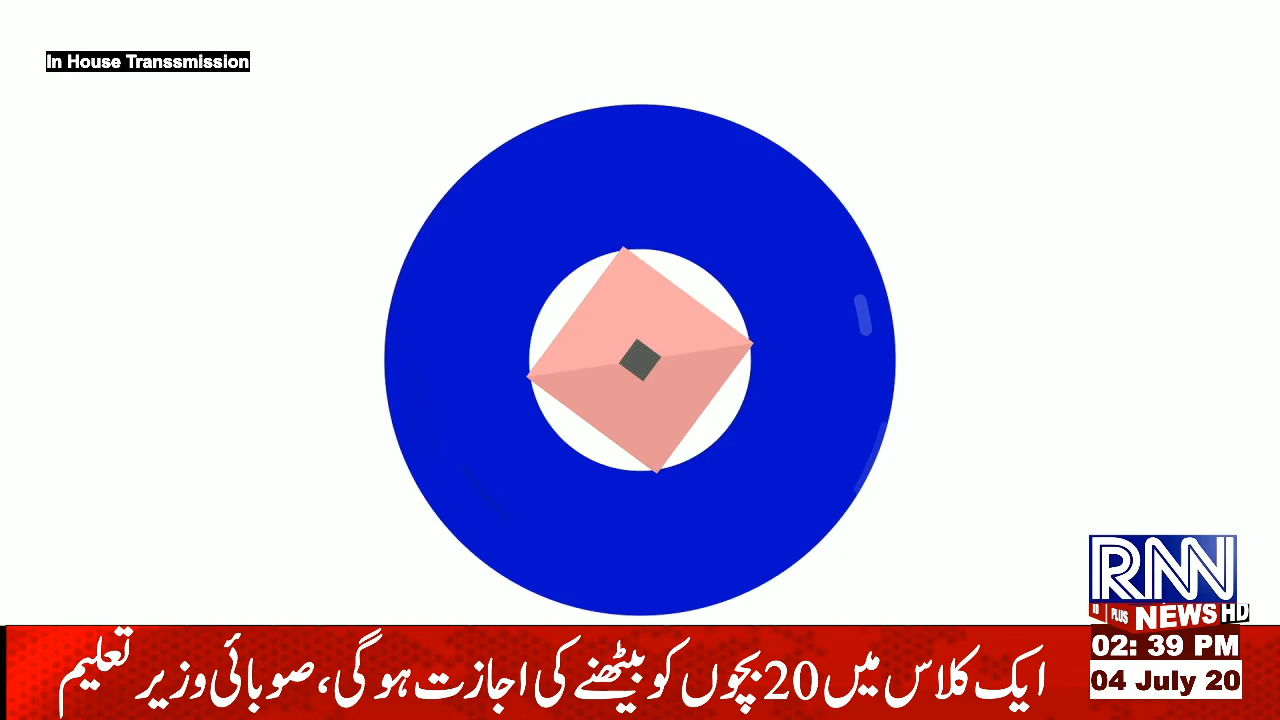 In House Transsmission
RNN
PLUS NEWS HD
02: 39 PM
04 July 20
ایک کلاس میں 20 بچوں کو بیٹھنے کی اجازت ہوگی، صوبائی وزیر تعلیم